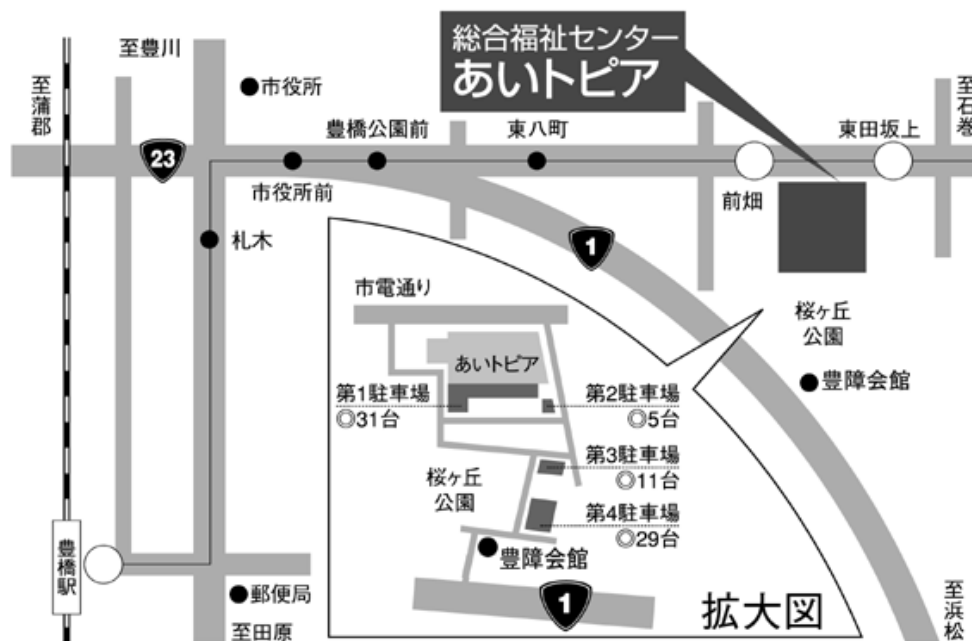 総合福祉センター
あいトピア
至豊川
至蒲郡
市役所
豊橋公園前
東八町
東田坂上
至石巻
23
市役所前
前畑
札木
1
市電通り
桜ヶ丘
公園
あいトピア
豊障会館
第1駐車場
◎31台
第2駐車場
◎5台
第3駐車場
◎11台
桜ヶ丘
公園
第4駐車場
◎29台
豊橋駅
豊障会館
郵便局
1
拡大図
至田原
至浜松